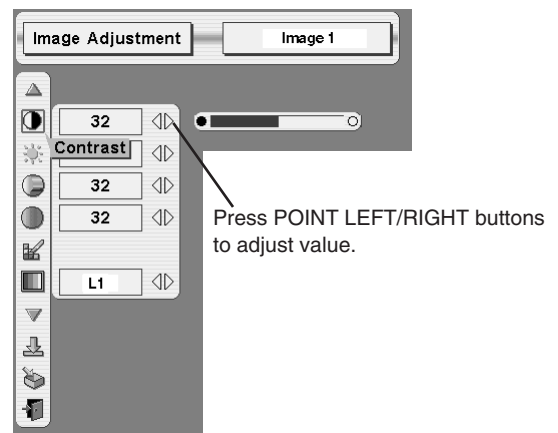 Image Adjustment
Image 1
32
Contrast
32
32
L1
Press POINT LEFT/RIGHT buttons
to adjust value.